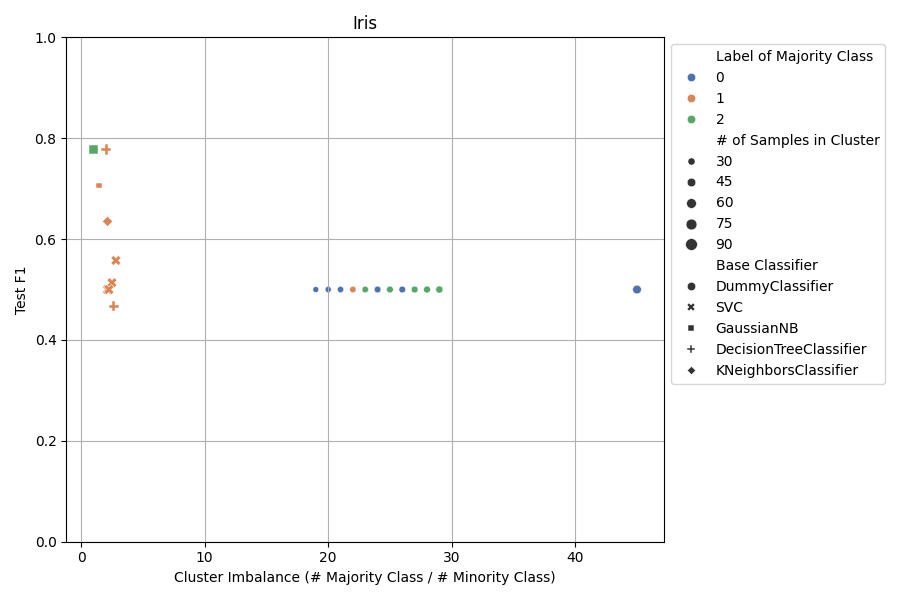 Iris
1.0
0.8
0.6
0.4
0.2
0.0
Test F1
0 10 20 30 40
Cluster Imbalance (# Majority Class / # Minority Class)
Label of Majority Class
0
1
2
# of Samples in Cluster
30
45
60
75
90
Base Classifier
DummyClassifier
SVC
GaussianNB
DecisionTreeClassifier
KNeighborsClassifier